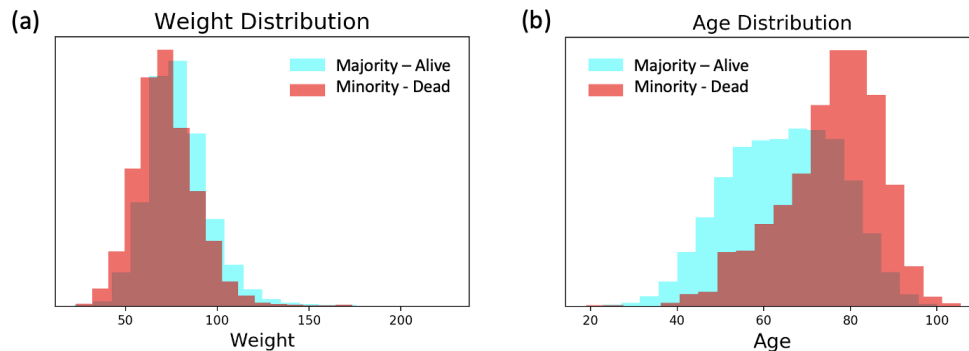 (a)
Weight Distribution
Majority – Alive
Minority - Dead
50
100
150
200
Weight
(b)
Age Distribution
Majority – Alive
Minority - Dead
20
40
60
80
100
Age